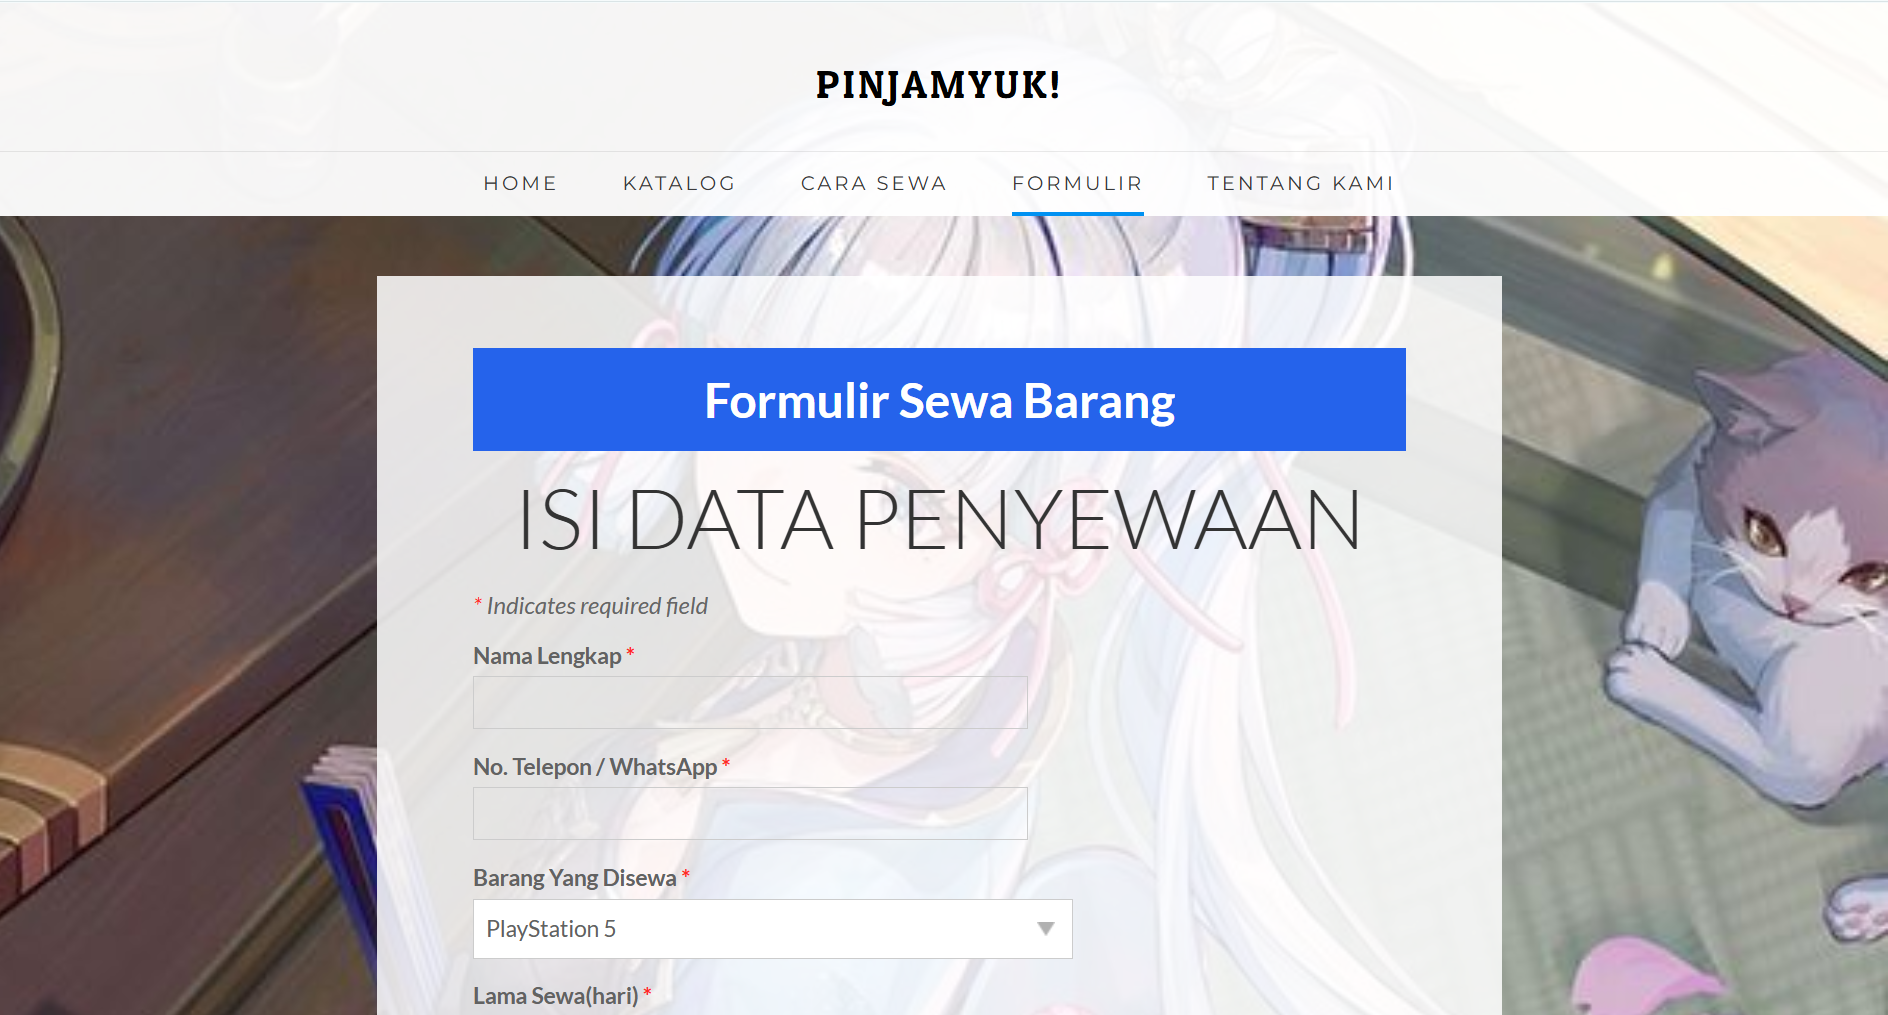 PINJAMYUK!
HOME KATALOG CARA SEWA FORMULIR TENTANG KAMI
Formulir Sewa Barang
ISI DATA PENYEWAAN
* Indicates required field
Nama Lengkap *
No. Telepon / WhatsApp *
Barang Yang Disewa *
PlayStation 5
Lama Sewa(hari) *